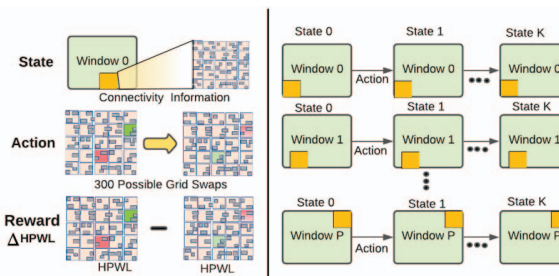 State
Window 0
Connectivity Information
Action
300 Possible Grid Swaps
Reward
ΔHPWL
HPWL
HPWL
State 0
State 1
State K
Window 0
Window 0
Window 0
Action
State 0
State 1
State K
Window 1
Window 1
Window 1
Action
State 0
State 1
State K
Window P
Window P
Window P
Action